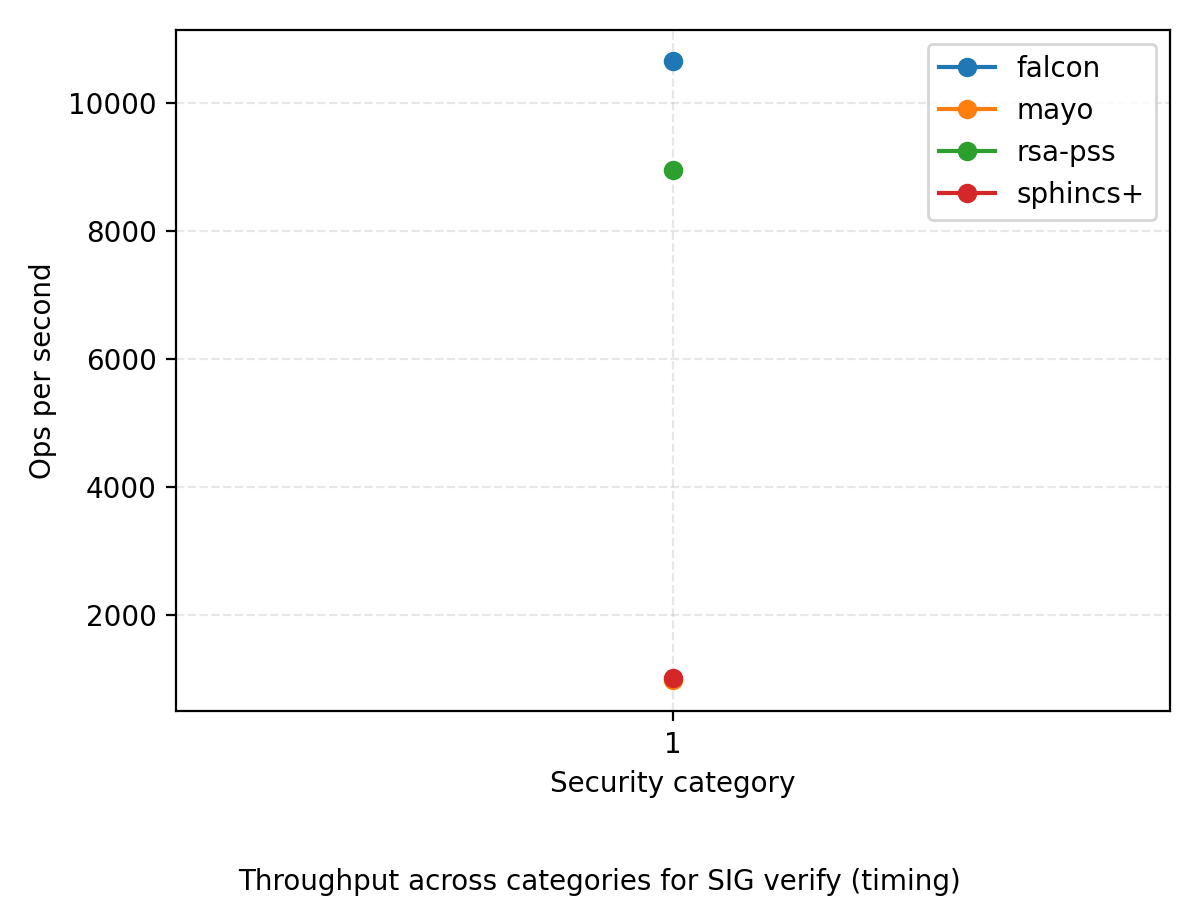 10000
8000
6000
4000
2000
Ops per second
falcon
mayo
rsa-pss
sphincs+
1
Security category
Throughput across categories for SIG verify (timing)